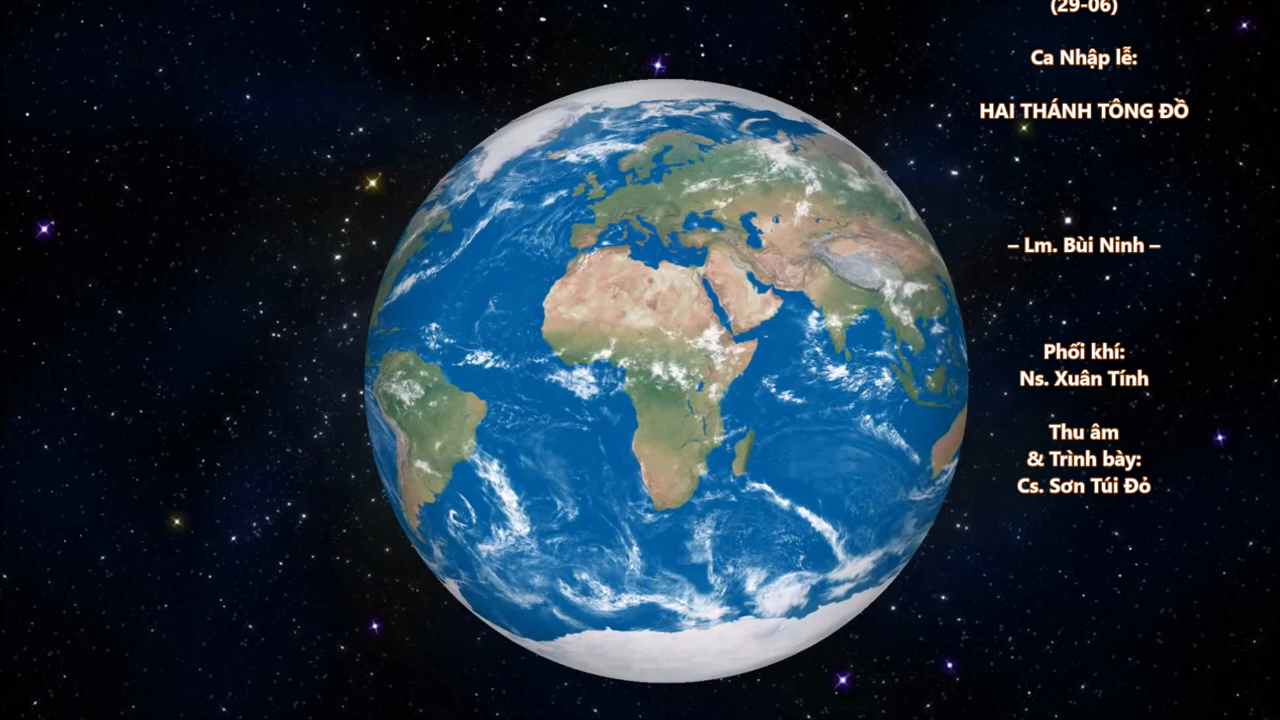 (29-06)
Ca Nhập lễ:
HAI THÁNH TÔNG ĐỒ
– Lm. Bùi Ninh –
Phối khí:
Ns. Xuân Tính
Thu âm
& Trình bày:
Cs. Sơn Túi Đỏ